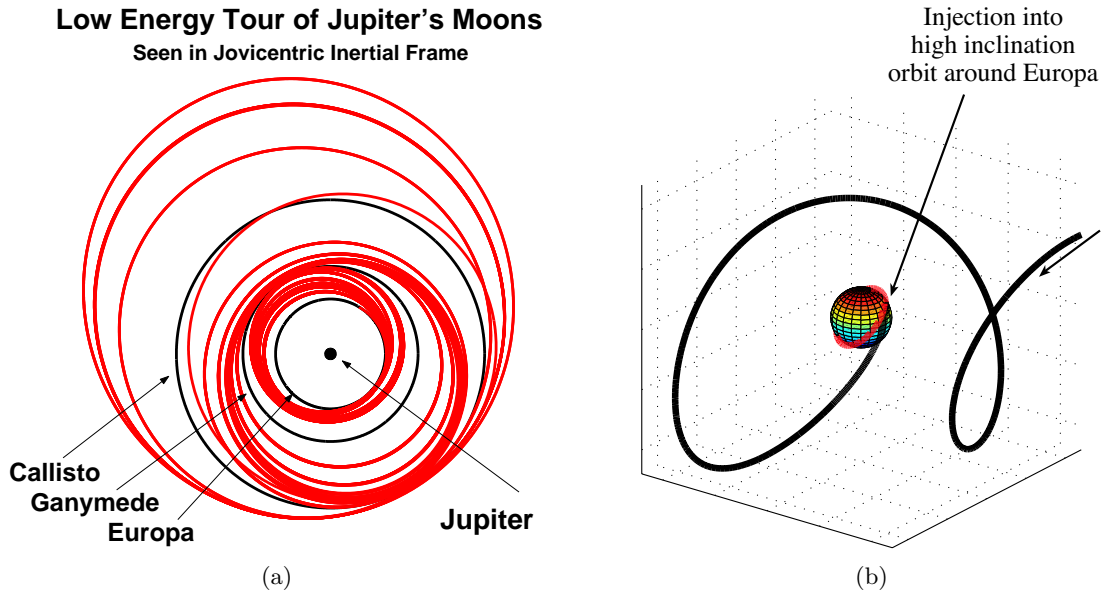 Low Energy Tour of Jupiter's Moons
Seen in Jovicentric Inertial Frame
Callisto
Ganymede
Europa
Jupiter
(a)
Injection into
high inclination
orbit around Europa
(b)